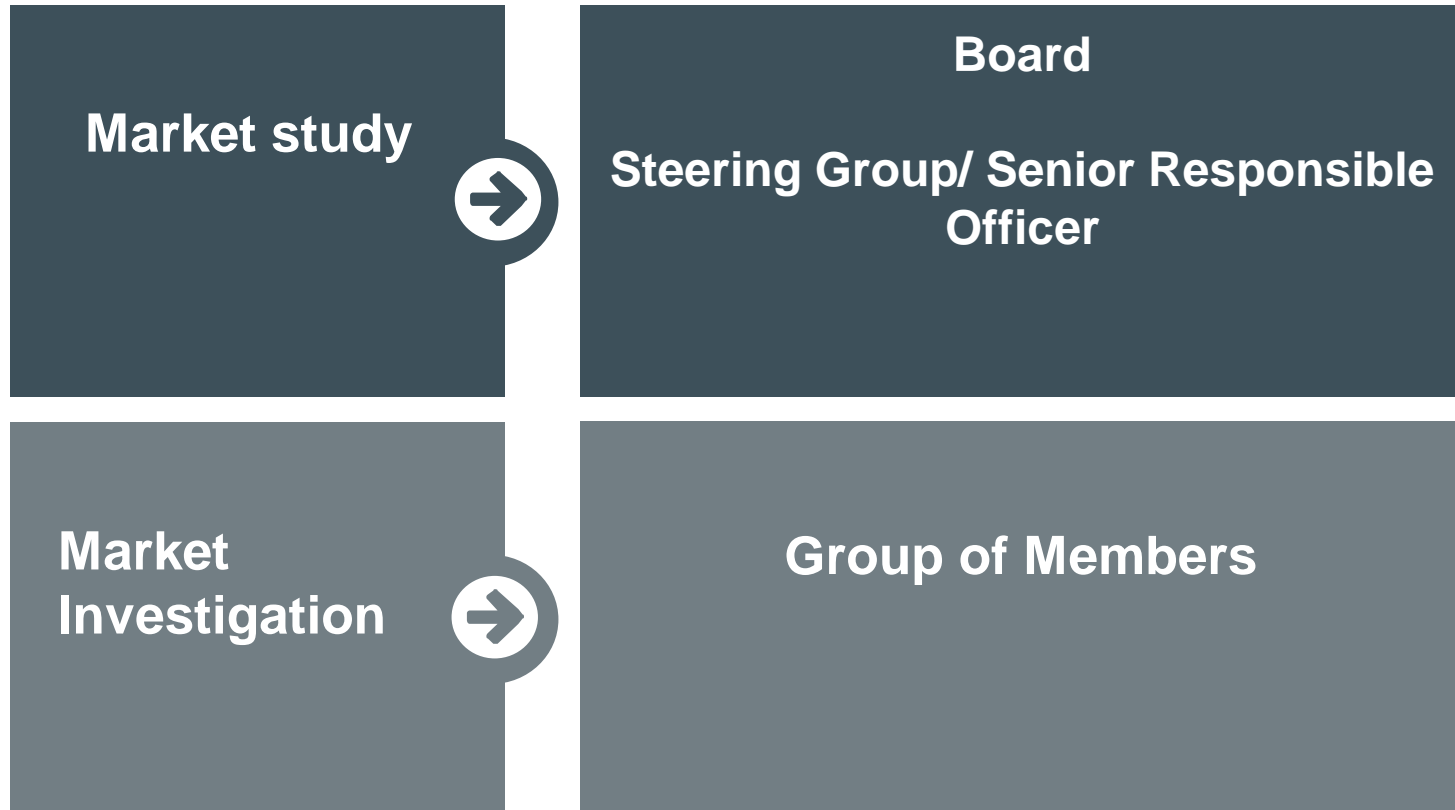 Market study
Board
Steering Group/ Senior Responsible
Officer
Market
Investigation
Group of Members